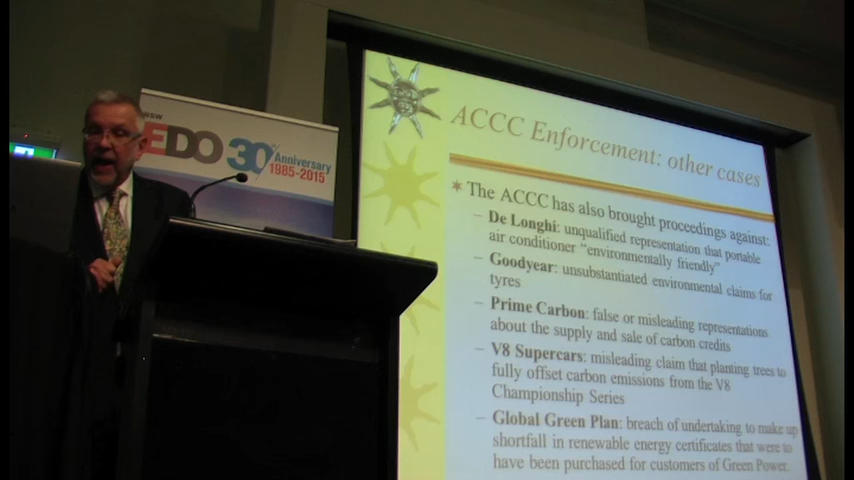 NSW
EDO 30th Anniversary
1985-2015
ACCC Enforcement: other cases
The ACCC has also brought proceedings against:
– De Longhi: unqualified representation that portable
air conditioner “environmentally friendly”
– Goodyear: unsubstantiated environmental claims for
tyres
– Prime Carbon: false or misleading representations
about the supply and sale of carbon credits
– V8 Supercars: misleading claim that planting trees to
fully offset carbon emissions from the V8
Championship Series
– Global Green Plan: breach of undertaking to make up
shortfall in renewable energy certificates that were to
have been purchased for customers of Green Power.